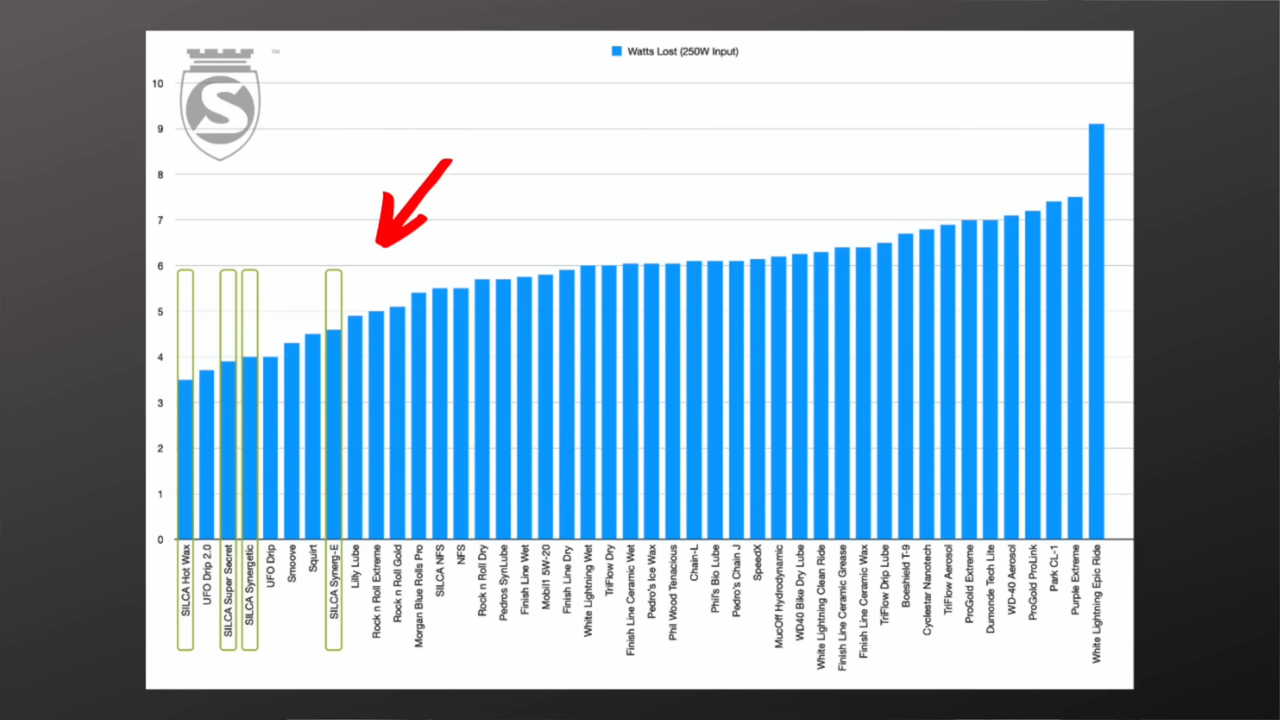 ™
S
Watts Lost (250W Input)
10
9
8
7
6
5
4
3
2
1
0
SILCA Hot Wax
UFO Drip 2.0
SILCA Super Secret
SILCA Synergetic
UFO Drip
Smoove
Squirt
SILCA Synerg-E
Lilly Lube
Rock n Roll Extreme
Rock n Roll Gold
Morgan Blue Rolls Pro
SILCA NFS
NFS
Rock n Roll Dry
Pedros SynLube
Finish Line Wet
Mobil1 5W-20
Finish Line Dry
White Lightning Wet
TriFlow Dry
Finish Line Ceramic Wet
Pedro's Ice Wax
Phil Wood Tenacious
Chain-L
Phil's Bio Lube
Pedro's Chain J
SpeedX
MucOff Hydrodynamic
WD40 Bike Dry Lube
White Lightning Clean Ride
Finish Line Ceramic Grease
Finish Line Ceramic Wax
TriFlow Drip Lube
Boeshield T-9
Cyclestar Nanotech
TriFlow Aerosol
ProGold Extreme
Dumonde Tech Lite
WD-40 Aerosol
ProGold ProLink
Park CL-1
Purple Extreme
White Lightning Epic Ride